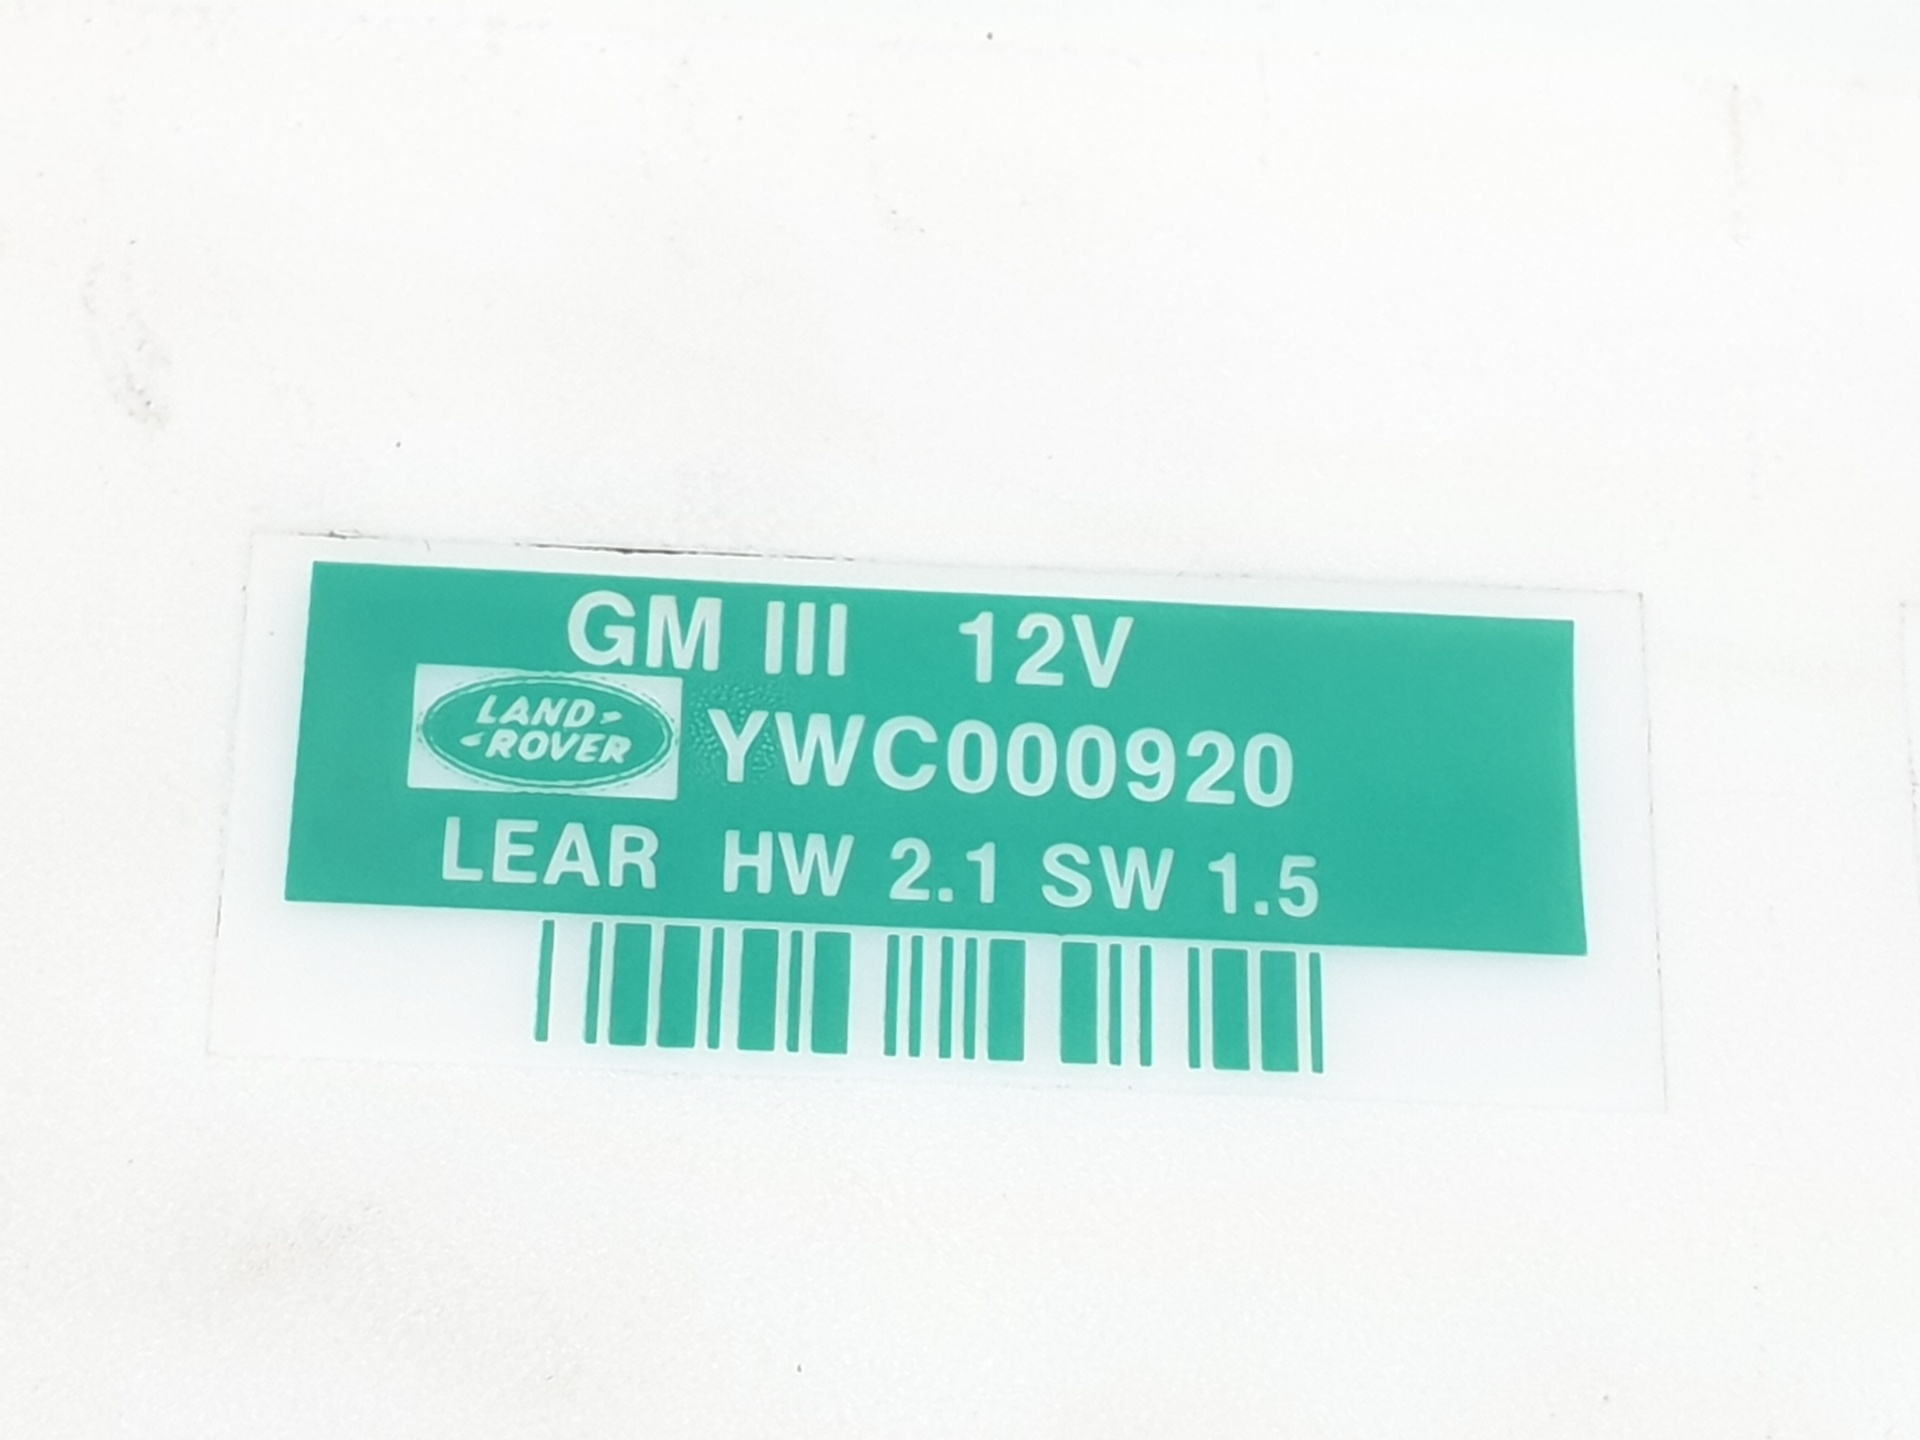 GM III 12V
LAND
ROVER
YWC000920
LEAR HW 2.1 SW 1.5